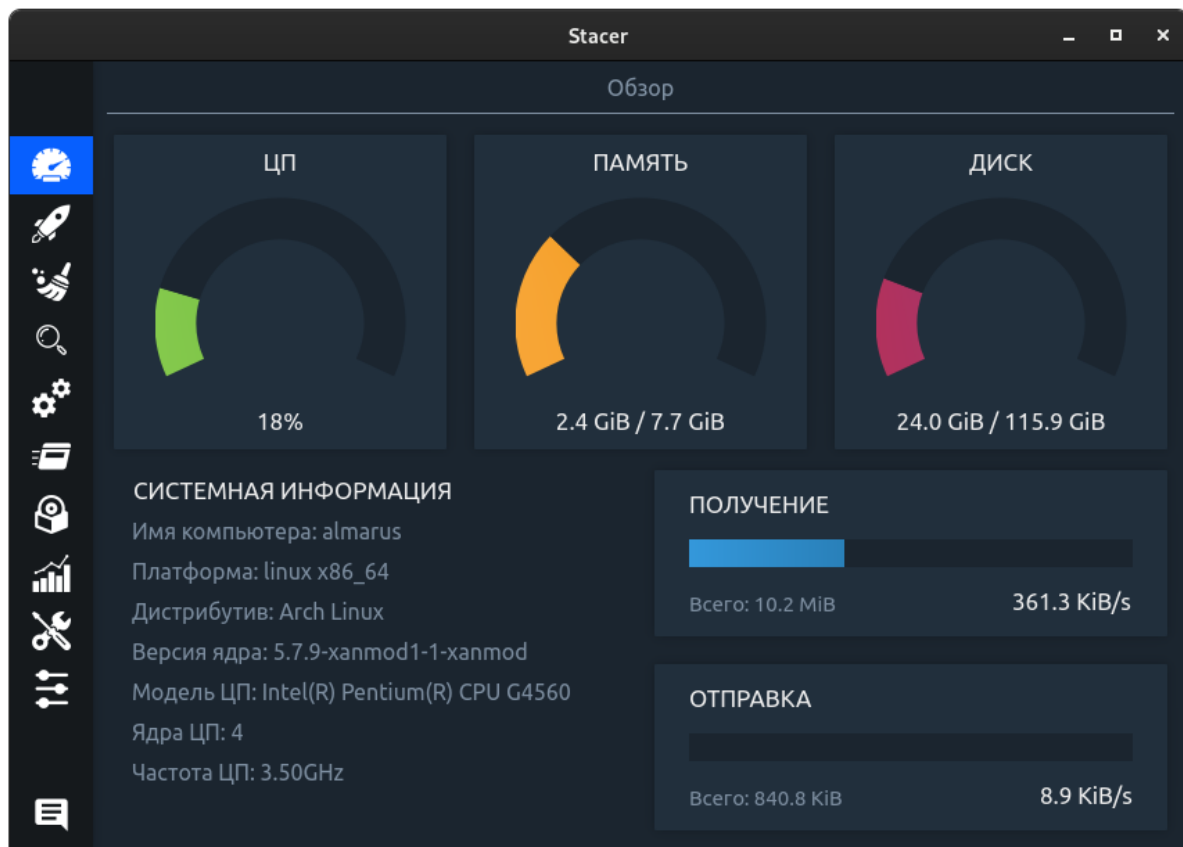 Stacer
Обзор
ЦП
18%
ПАМЯТЬ
2.4 GiB / 7.7 GiB
ДИСК
24.0 GiB / 115.9 GiB
СИСТЕМНАЯ ИНФОРМАЦИЯ
Имя компьютера: almarus
Платформа: linux x86_64
Дистрибутив: Arch Linux
Версия ядра: 5.7.9-xanmod1-1-xanmod
Модель ЦП: Intel(R) Pentium(R) CPU G4560
Ядра ЦП: 4
Частота ЦП: 3.50GHz
ПОЛУЧЕНИЕ
Всего: 10.2 MiB 361.3 KiB/s
ОТПРАВКА
Всего: 840.8 KiB 8.9 KiB/s